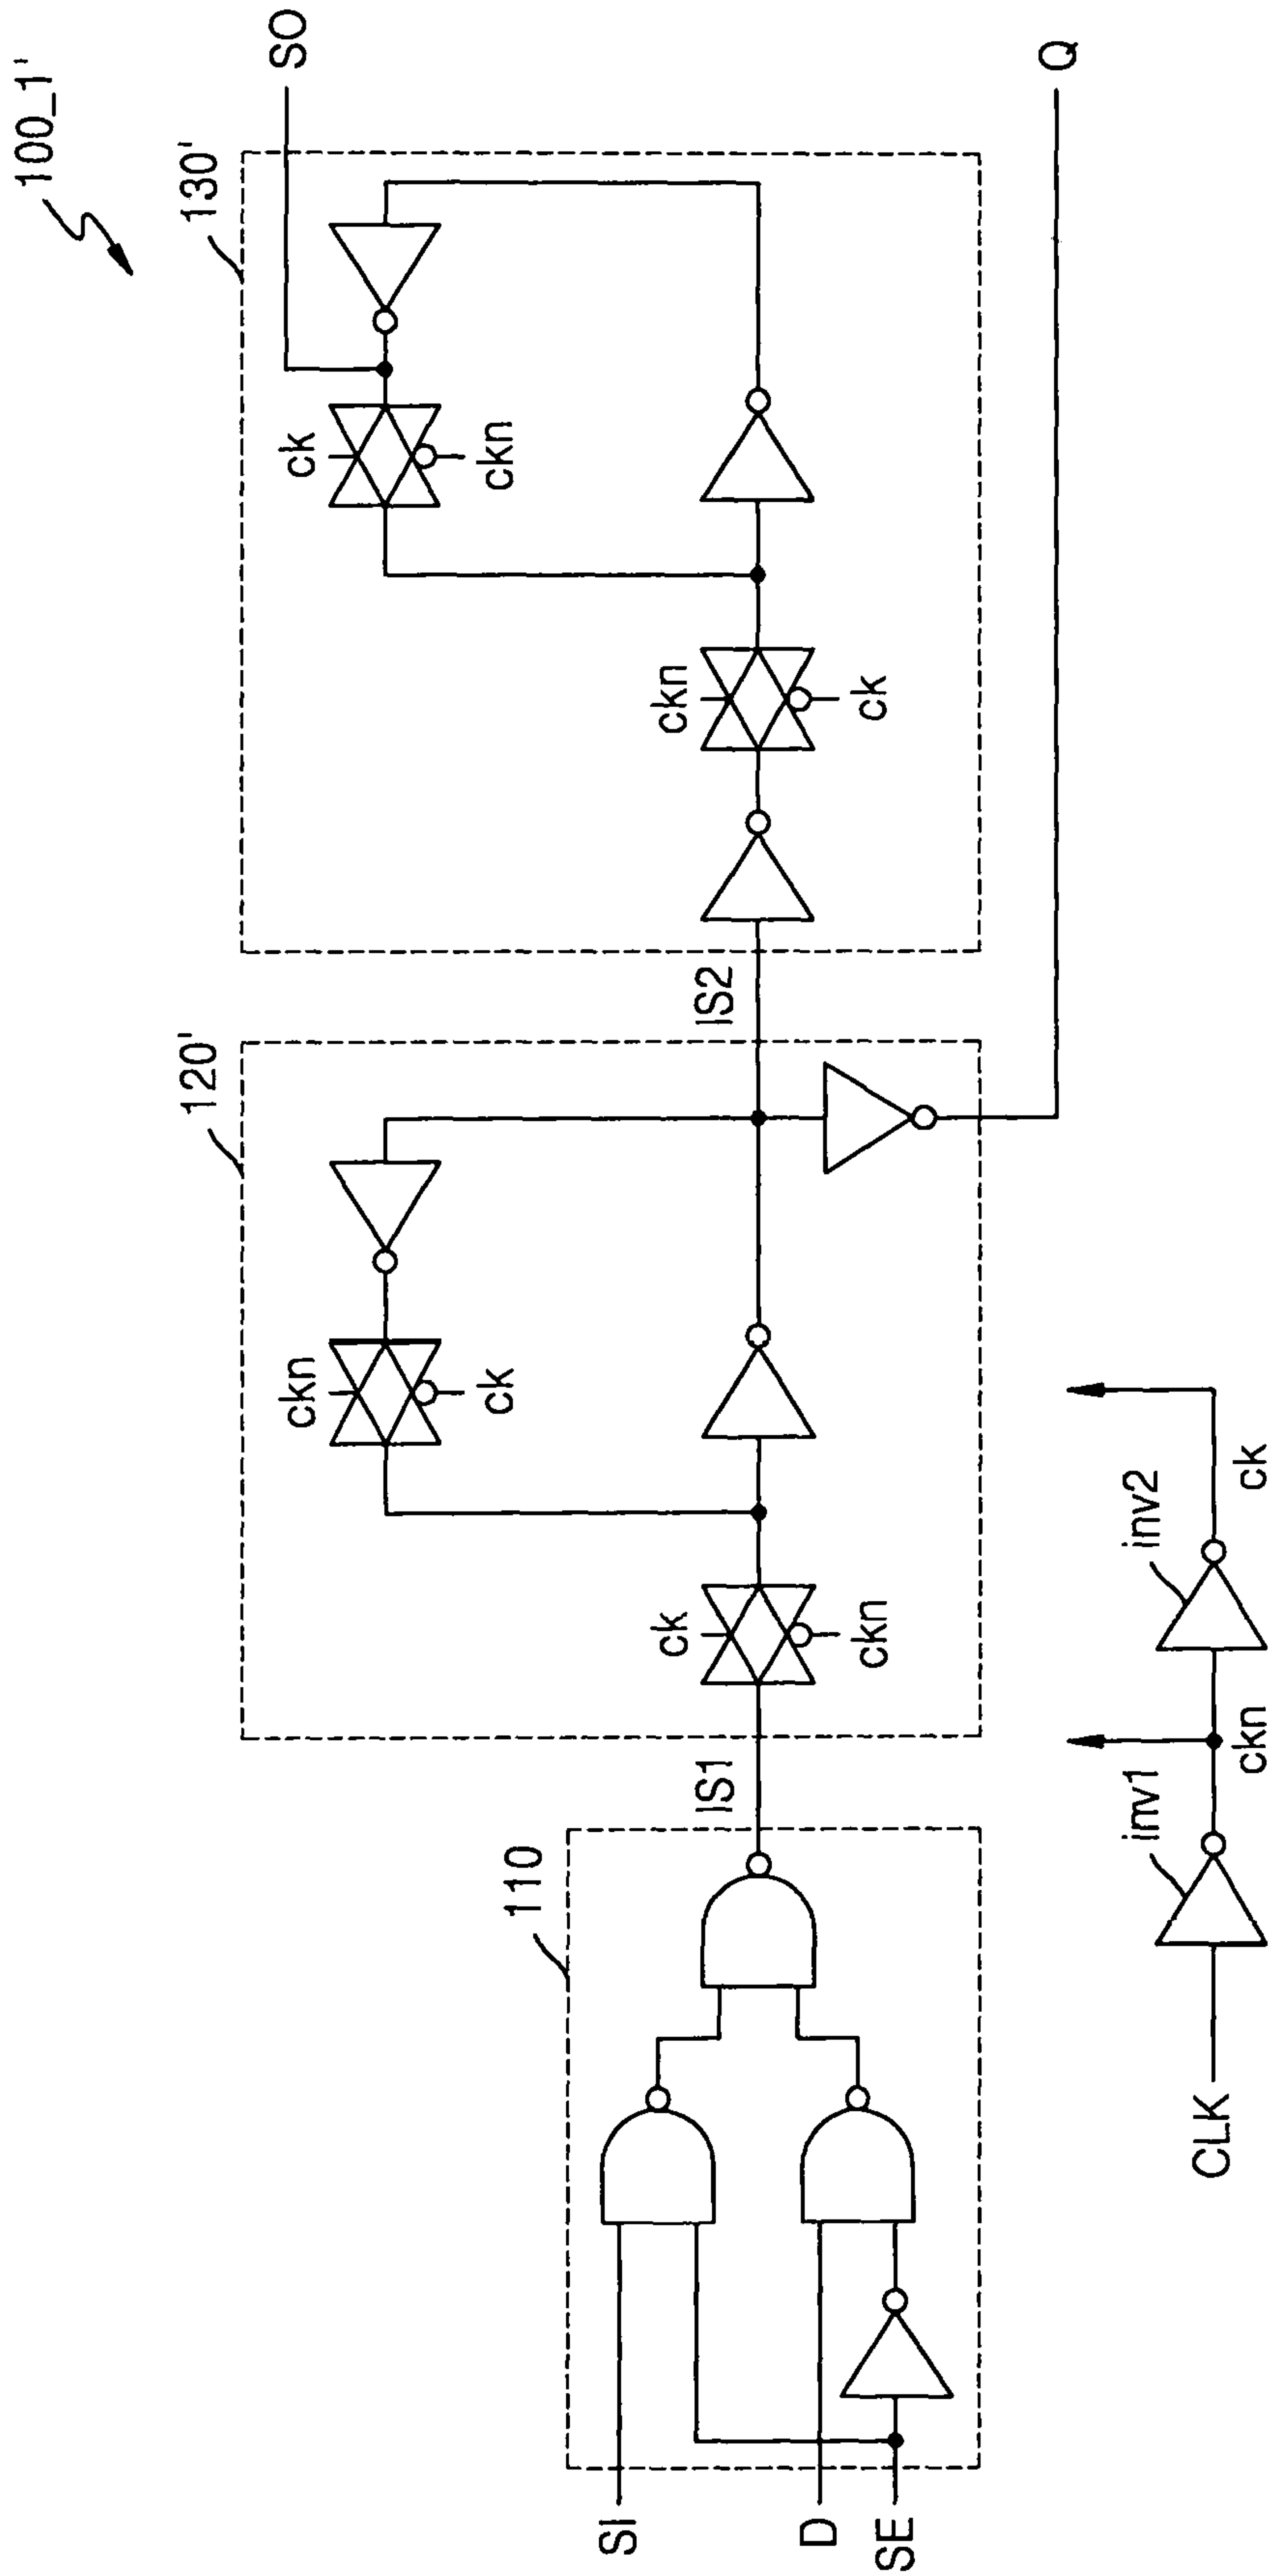 100_1'
SO
130'
ck
ckn
ckn
ck
Q
120'
IS2
ckn
ck
ck
ckn
IS1
110
SI
D
SE
inv1
inv2
CLK
ckn
ck